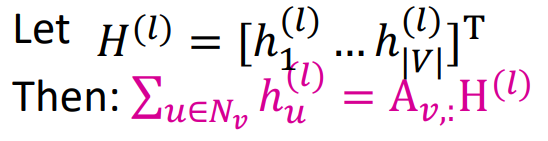 Let H^{(l)} = [h_1^{(l)} … h_{|V|}^{(l)}]^T
Then: ∑_{u∈N_v} h_u^{(l)} = A_{v,:}H^{(l)}